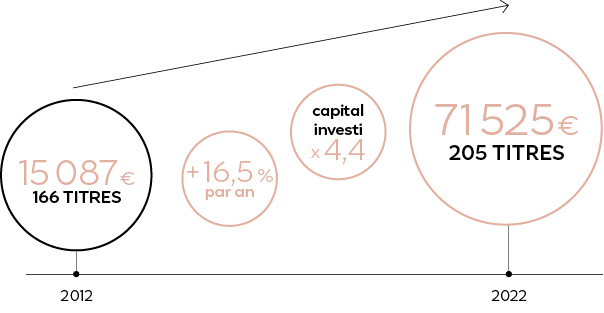 15 087 €
166 TITRES
+16,5 %
par an
capital
investi
x 4,4
71 525 €
205 TITRES
2012
2022